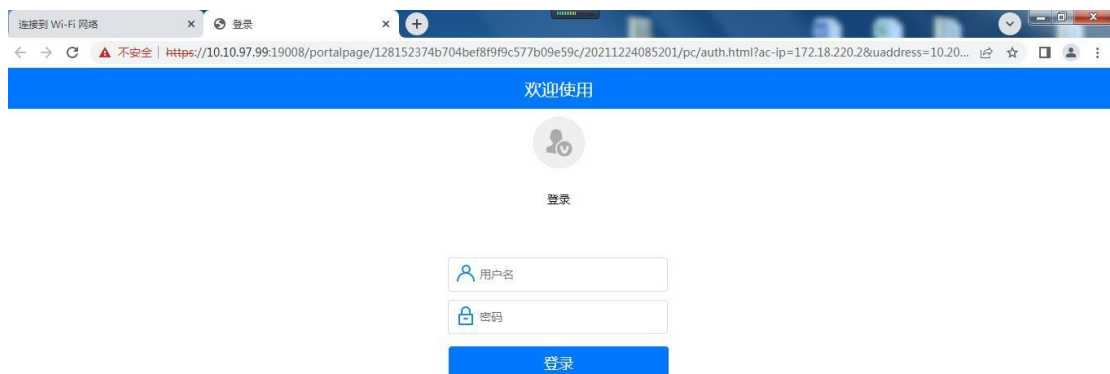 连接到 Wi-Fi 网络
登录
不安全 | https://10.10.97.99:19008/portalpage/128152374b704bef8f9f9c577b09e59c/20211224085201/pc/auth.html?ac-ip=172.18.220.2&uaddress=10.20...
欢迎使用
登录
用户名
密码
登录